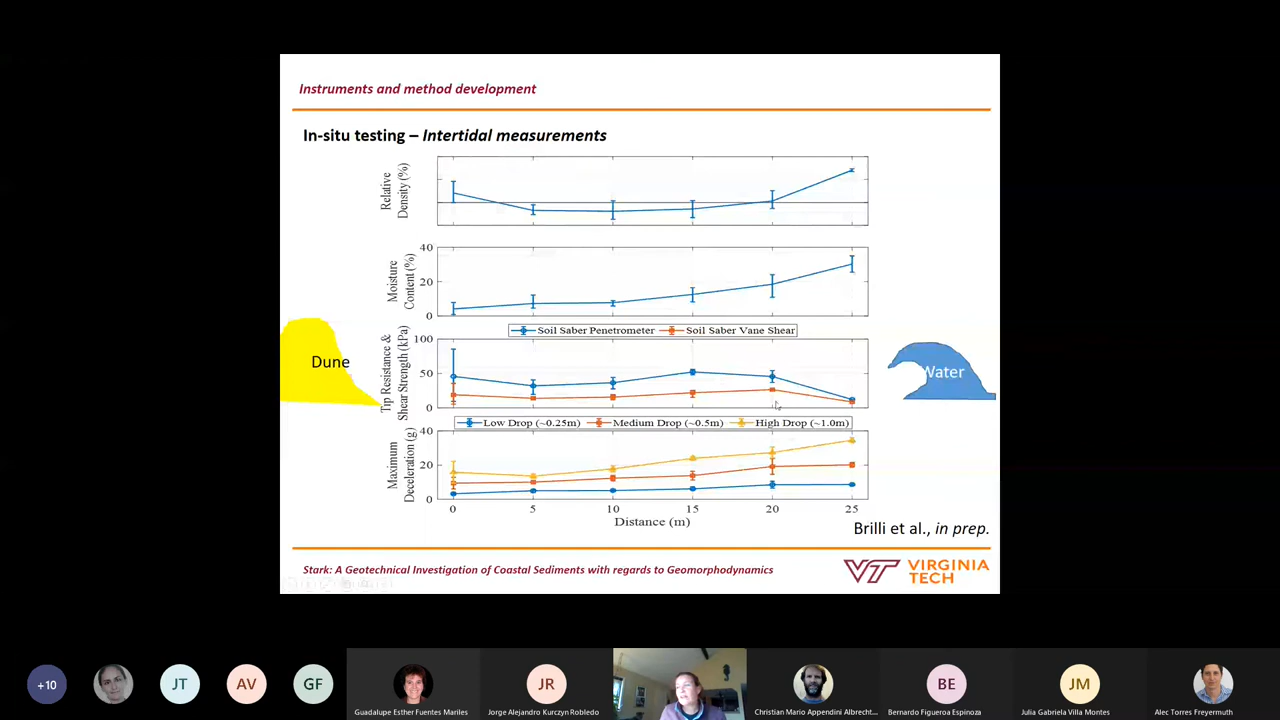 Instruments and method development
In-situ testing – Intertidal measurements
Relative
Density (%)
40
20
0
Moisture
Content (%)
Soil Saber Penetrometer
Soil Saber Vane Shear
100
50
0
Tip Resistance &
Shear Strength (kPa)
Dune
Water
Low Drop (~0.25m)
Medium Drop (~0.5m)
High Drop (~1.0m)
40
20
0
Maximum
Deceleration (g)
0 5 10 15 20 25
Distance (m)
Brilli et al., in prep.
Stark: A Geotechnical Investigation of Coastal Sediments with regards to Geomorphodynamics
VT VIRGINIA
TECH
+10
JT
AV
GF
Guadalupe Esther Fuentes Mariles
JR
Jorge Alejandro Kurczyn Robledo
Christian Mario Appendini Albrecht...
BE
Bernardo Figueroa Espinoza
JM
Julia Gabriela Villa Montes
Alec Torres Freyermuth